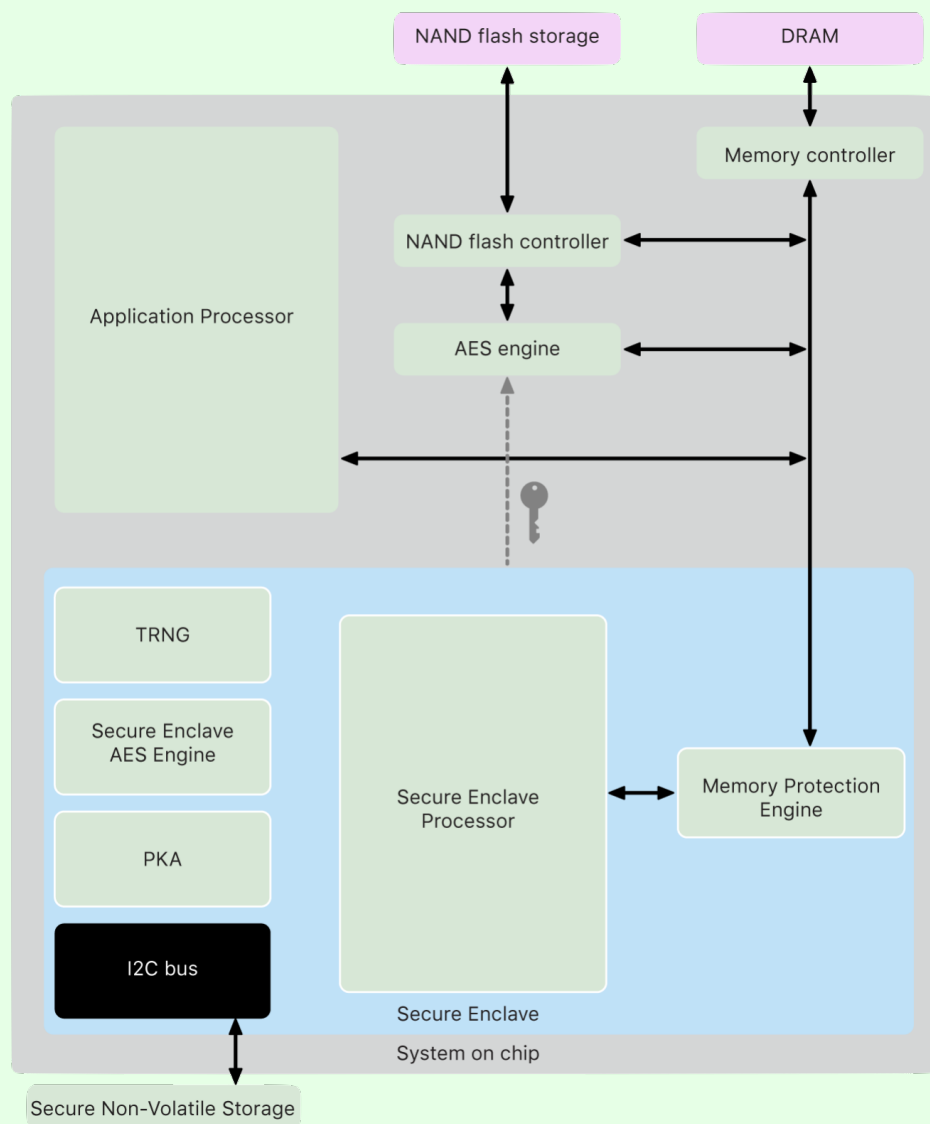 NAND flash storage
DRAM
Memory controller
NAND flash controller
Application Processor
AES engine
TRNG
Secure Enclave
AES Engine
PKA
I2C bus
Secure Enclave
Processor
Memory Protection
Engine
Secure Enclave
System on chip
Secure Non-Volatile Storage